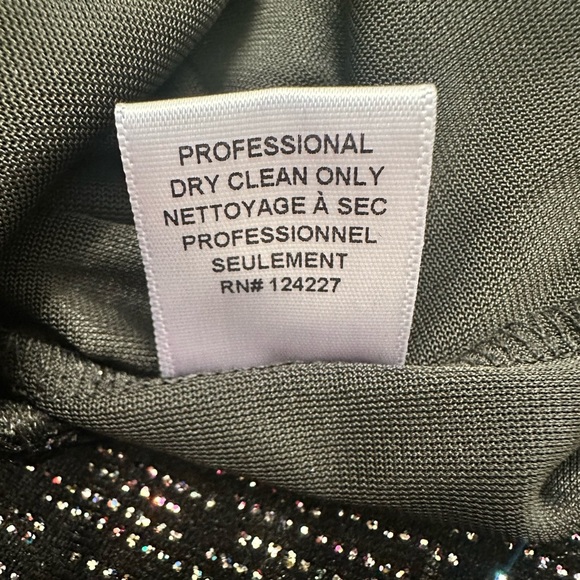 PROFESSIONAL
DRY CLEAN ONLY
NETTOYAGE À SEC
PROFESSIONNEL
SEULEMENT
RN# 124227